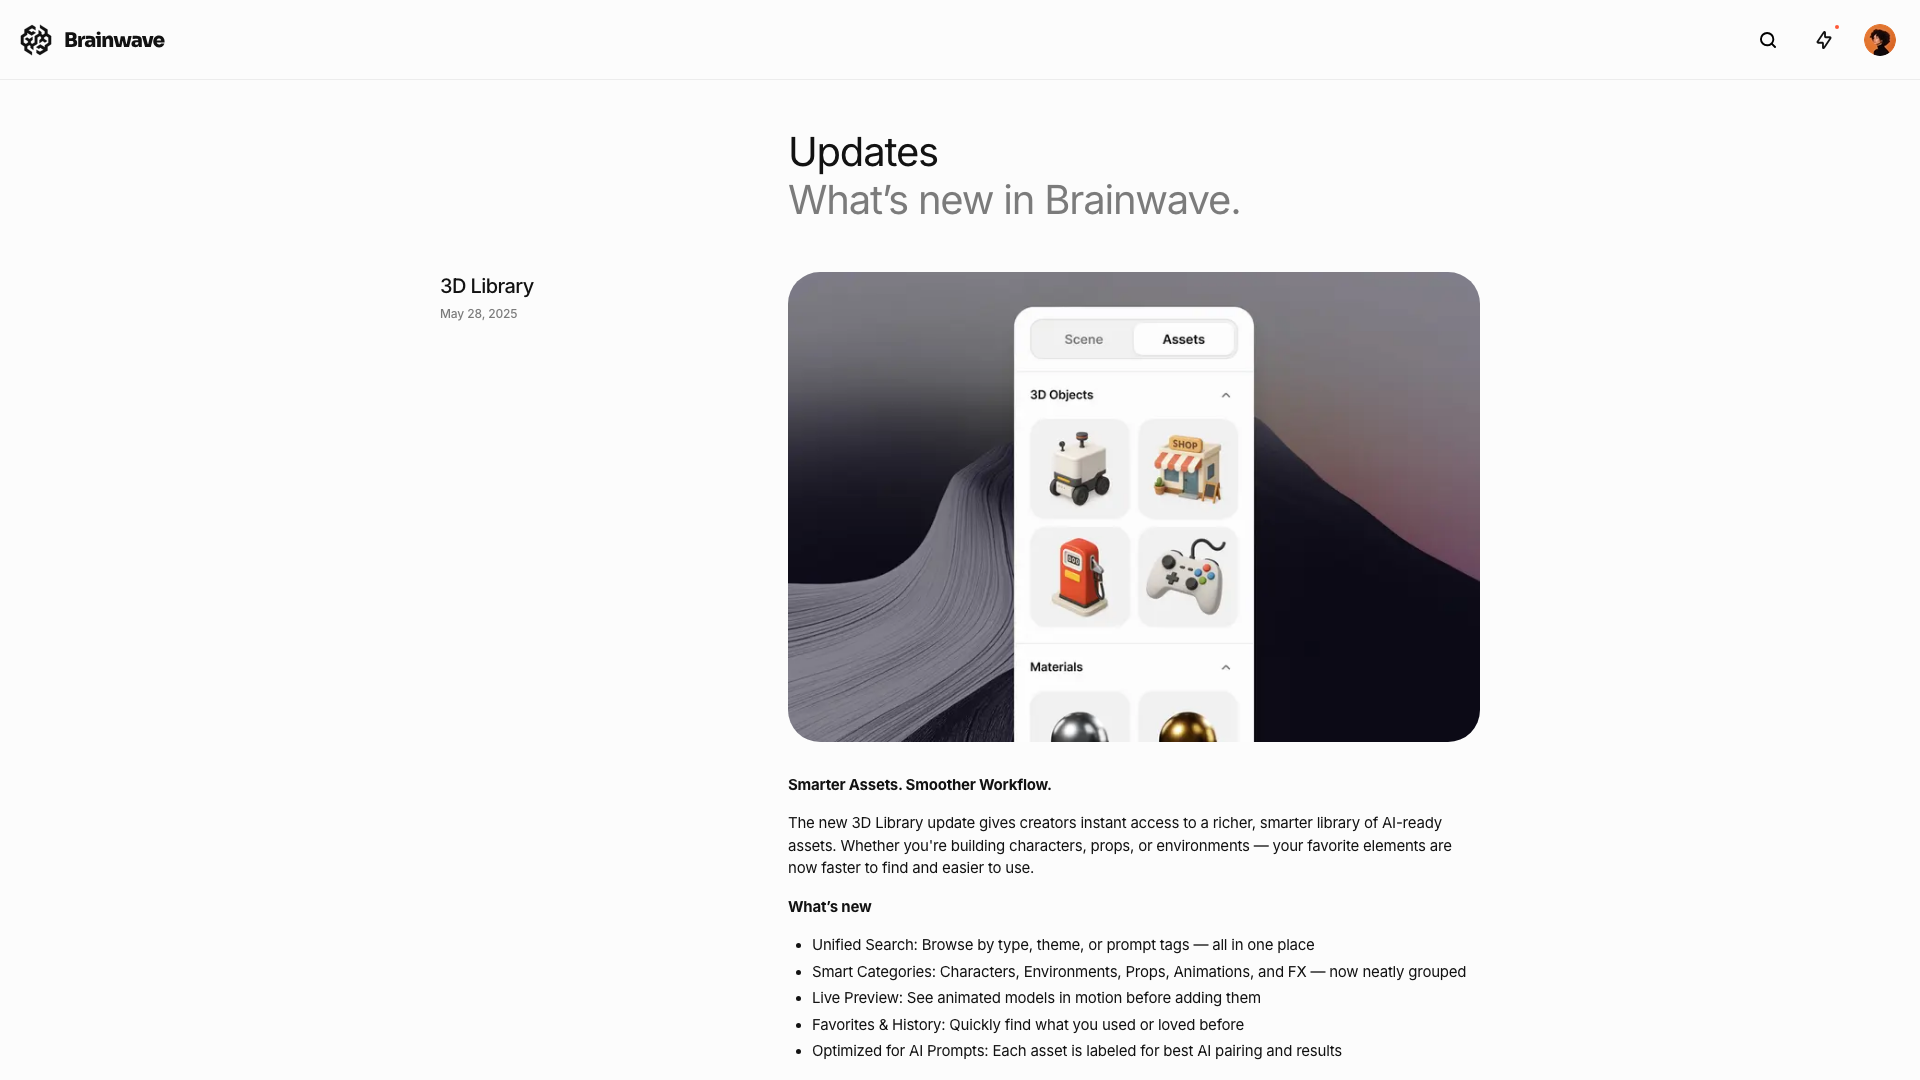 Brainwave
Updates
What’s new in Brainwave.
3D Library
May 28, 2025
Scene
Assets
3D Objects
SHOP
Materials
Smarter Assets. Smoother Workflow.
The new 3D Library update gives creators instant access to a richer, smarter library of AI-ready
assets. Whether you're building characters, props, or environments — your favorite elements are
now faster to find and easier to use.
What’s new
• Unified Search: Browse by type, theme, or prompt tags — all in one place
• Smart Categories: Characters, Environments, Props, Animations, and FX — now neatly grouped
• Live Preview: See animated models in motion before adding them
• Favorites & History: Quickly find what you used or loved before
• Optimized for AI Prompts: Each asset is labeled for best AI pairing and results